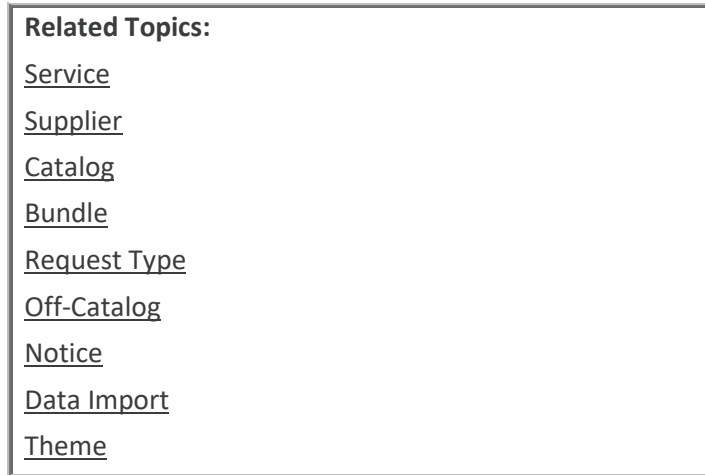 Related Topics:
Service
Supplier
Catalog
Bundle
Request Type
Off-Catalog
Notice
Data Import
Theme